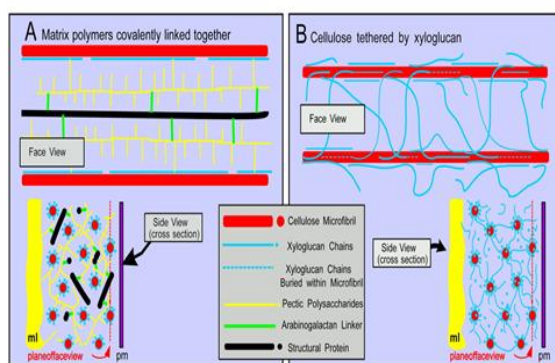 A Matrix polymers covalently linked together
Face View
Side View
(cross section)
ml
planeoffaceview
pm
B Cellulose tethered by xyloglucan
Face View
Side View
(cross section)
ml
planeoffaceview
pm
Cellulose Microfibril
Xyloglucan Chains
Xyloglucan Chains
Buried within Microfibril
Pectic Polysaccharides
Arabinogalactan Linker
Structural Protein